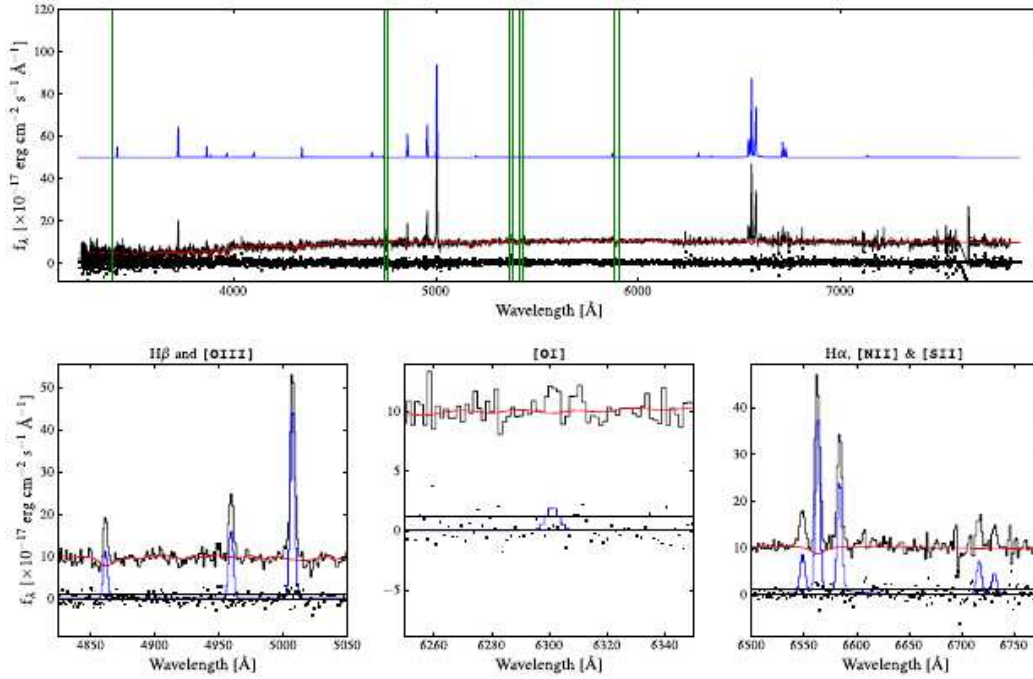 120
100
80
60
40
20
0
f_λ [×10⁻¹⁷ erg cm⁻² s⁻¹ Å⁻¹]
4000 5000 6000 7000
Wavelength [Å]
Hβ and [OIII]
50
40
30
20
10
0
f_λ [×10⁻¹⁷ erg cm⁻² s⁻¹ Å⁻¹]
4850 4900 4950 5000 5050
Wavelength [Å]
[OI]
10
5
0
−5
6260 6280 6300 6320 6340
Wavelength [Å]
Hα, [NII] & [SII]
40
30
20
10
0
6500 6550 6600 6650 6700 6750
Wavelength [Å]